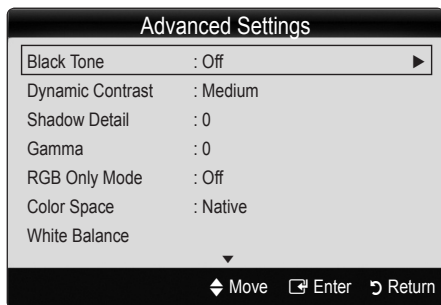 Advanced Settings
Black Tone : Off ►
Dynamic Contrast : Medium
Shadow Detail : 0
Gamma : 0
RGB Only Mode : Off
Color Space : Native
White Balance
▼
Move Enter Return